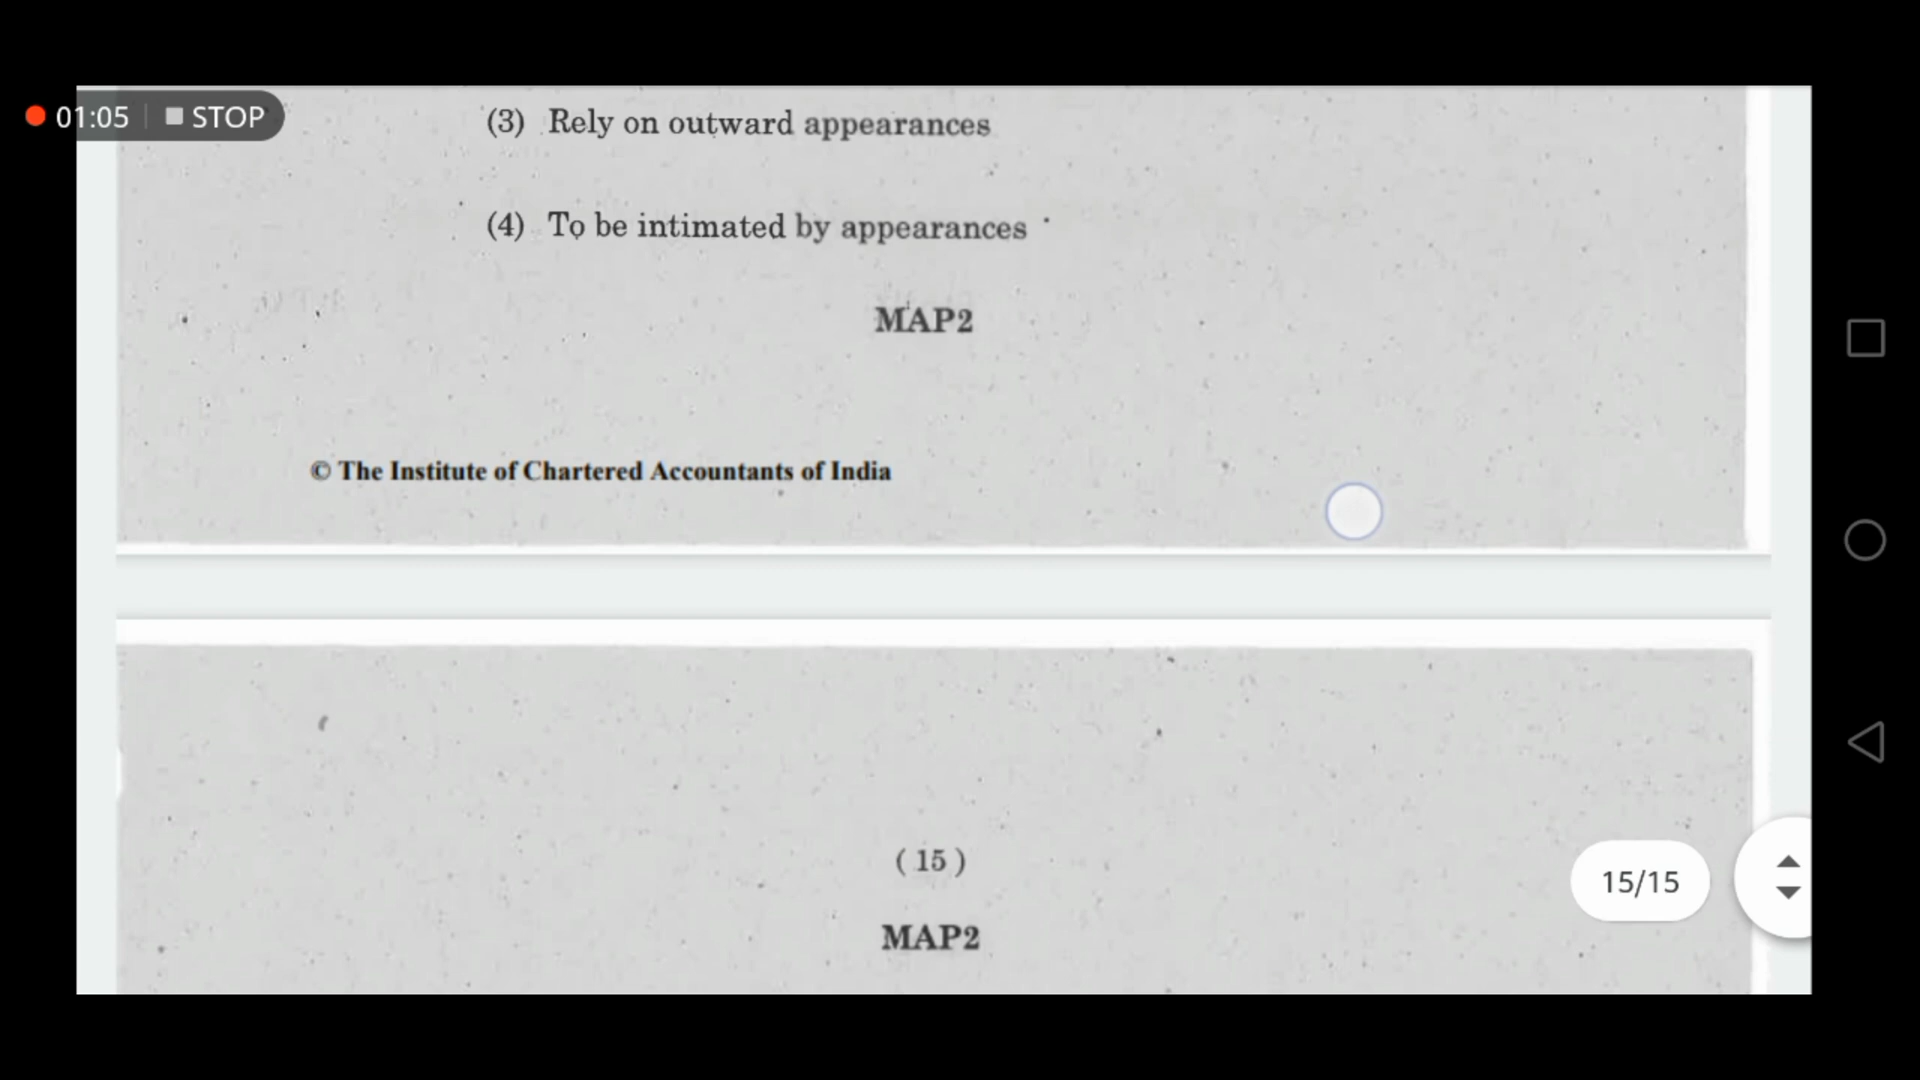 01:05 STOP
(3) Rely on outward appearances
(4) To be intimated by appearances
MAP2
© The Institute of Chartered Accountants of India
( 15 )
15/15
MAP2